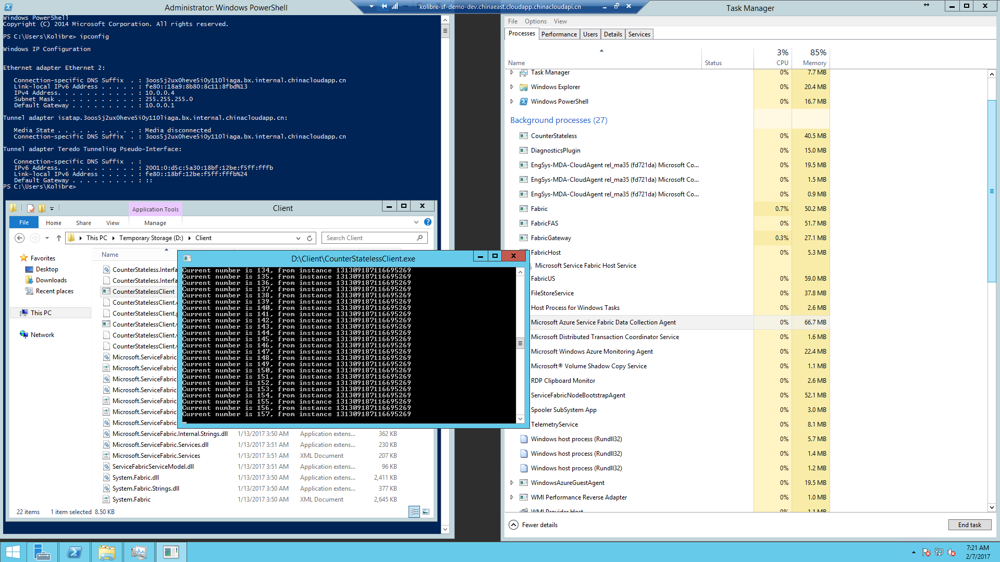 Administrator: Windows PowerShell
Windows PowerShell
Copyright (C) 2014 Microsoft Corporation. All rights reserved.
PS C:\Users\Kolibre> ipconfig
Windows IP Configuration
Ethernet adapter Ethernet 2:
Connection-specific DNS Suffix . : 3oos5j2ux0heve5i0y110liaga.bx.internal.chinacloudapp.cn
Link-local IPv6 Address . . . . . : fe80::18a9:8b80:8c11:8fbd%13
IPv4 Address. . . . . . . . . . . : 10.0.0.4
Subnet Mask . . . . . . . . . . . : 255.255.255.0
Default Gateway . . . . . . . . . : 10.0.0.1
Tunnel adapter isatap.3oos5j2ux0heve5i0y110liaga.bx.internal.chinacloudapp.cn:
Media State . . . . . . . . . . . : Media disconnected
Connection-specific DNS Suffix . : 3oos5j2ux0heve5i0y110liaga.bx.internal.chinacloudapp.cn
Tunnel adapter Teredo Tunneling Pseudo-Interface:
Connection-specific DNS Suffix . :
IPv6 Address. . . . . . . . . . . : 2001:0:d5c:5a30:18bf:12be:f5ff:fffb
Link-local IPv6 Address . . . . . : fe80::18bf:12be:f5ff:fffb%24
Default Gateway . . . . . . . . . : ::
PS C:\Users\Kolibre>
kolibre-sf-demo-dev.chinaeast.cloudapp.chinacloudapi.cn
Application Tools
Client
File Home Share View Manage
This PC Temporary Storage (D:) Client
Search Client
Favorites
Desktop
Downloads
Recent places
This PC
Network
Name
CounterStateless.Interfa
CounterStateless.Interfa
CounterStatelessClient
CounterStatelessClient.
CounterStatelessClient.
CounterStatelessClient.
CounterStatelessClient.
CounterStatelessClient.
Microsoft.ServiceFabric
Microsoft.ServiceFabric
Microsoft.ServiceFabric
Microsoft.ServiceFabric
Microsoft.ServiceFabric
Microsoft.ServiceFabric
Microsoft.ServiceFabric
Microsoft.ServiceFabric.Internal.Strings.dll 1/13/2017 3:50 AM Application extens... 362 KB
Microsoft.ServiceFabric.Services.dll 1/13/2017 3:51 AM Application extens... 230 KB
Microsoft.ServiceFabric.Services 1/13/2017 3:51 AM XML Document 207 KB
ServiceFabricServiceModel.dll 1/13/2017 3:51 AM Application extens... 96 KB
System.Fabric.dll 1/13/2017 3:50 AM Application extens... 2,411 KB
System.Fabric.Strings.dll 1/13/2017 3:50 AM Application extens... 377 KB
System.Fabric 1/13/2017 3:50 AM XML Document 2,645 KB
22 items 1 item selected 8.50 KB
D:\Client\CounterStatelessClient.exe
Current number is 134, from instance 131309187116695269
Current number is 135, from instance 131309187116695269
Current number is 136, from instance 131309187116695269
Current number is 137, from instance 131309187116695269
Current number is 138, from instance 131309187116695269
Current number is 139, from instance 131309187116695269
Current number is 140, from instance 131309187116695269
Current number is 141, from instance 131309187116695269
Current number is 142, from instance 131309187116695269
Current number is 143, from instance 131309187116695269
Current number is 144, from instance 131309187116695269
Current number is 145, from instance 131309187116695269
Current number is 146, from instance 131309187116695269
Current number is 147, from instance 131309187116695269
Current number is 148, from instance 131309187116695269
Current number is 149, from instance 131309187116695269
Current number is 150, from instance 131309187116695269
Current number is 151, from instance 131309187116695269
Current number is 152, from instance 131309187116695269
Current number is 153, from instance 131309187116695269
Current number is 154, from instance 131309187116695269
Current number is 155, from instance 131309187116695269
Current number is 156, from instance 131309187116695269
Current number is 157, from instance 131309187116695269
Task Manager
File Options View
Processes Performance Users Details Services
3% 85%
Name Status CPU Memory
Task Manager 0% 7.7 MB
Windows Explorer 0% 20.4 MB
Windows PowerShell 0% 16.7 MB
Background processes (27)
CounterStateless 0% 40.5 MB
DiagnosticsPlugin 0% 15.0 MB
EngSys-MDA-CloudAgent rel_ma35 (fd721da) Microsoft Co... 0% 19.5 MB
EngSys-MDA-CloudAgent rel_ma35 (fd721da) Microsoft Co... 0% 1.5 MB
EngSys-MDA-CloudAgent rel_ma35 (fd721da) Microsoft Co... 0% 0.9 MB
Fabric 0.7% 50.2 MB
FabricFAS 0% 51.7 MB
FabricGateway 0.3% 27.1 MB
FabricHost 0% 5.3 MB
Microsoft Service Fabric Host Service
FabricUS 0% 59.0 MB
FileStoreService 0% 37.8 MB
Host Process for Windows Tasks 0% 2.6 MB
Microsoft Azure Service Fabric Data Collection Agent 0% 66.7 MB
Microsoft Distributed Transaction Coordinator Service 0% 1.6 MB
Microsoft Windows Azure Monitoring Agent 0% 22.4 MB
Microsoft® Volume Shadow Copy Service 0% 1.1 MB
RDP Clipboard Monitor 0% 2.6 MB
ServiceFabricNodeBootstrapAgent 0% 52.1 MB
Spooler SubSystem App 0% 3.0 MB
TelemetryService 0% 8.1 MB
Windows host process (Rundll32) 0% 5.7 MB
Windows host process (Rundll32) 0% 1.4 MB
Windows host process (Rundll32) 0% 1.2 MB
WindowsAzureGuestAgent 0% 19.5 MB
WMI Performance Reverse Adapter 0% 1.0 MB
WMI Provider Host 0% 1.1 MB
Fewer details
End task
7:21 AM
2/7/2017